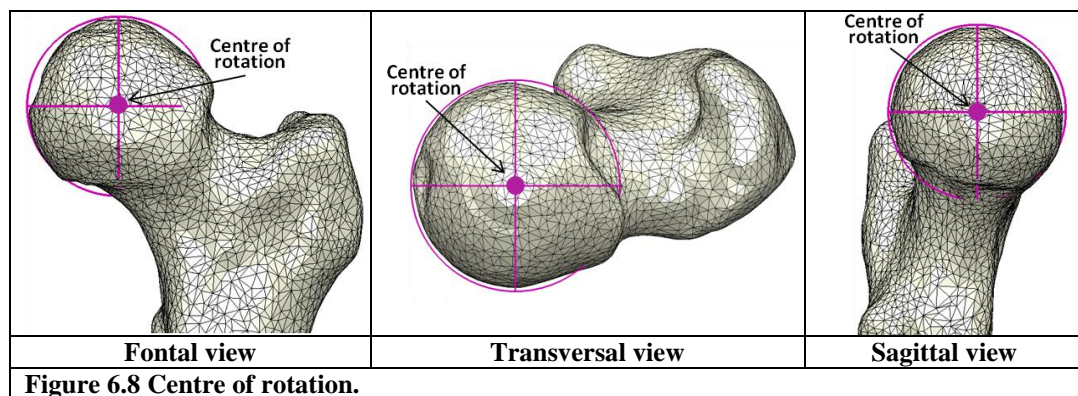 Centre of
rotation
Centre of
rotation
Centre of
rotation
Fontal view
Transversal view
Sagittal view
Figure 6.8 Centre of rotation.